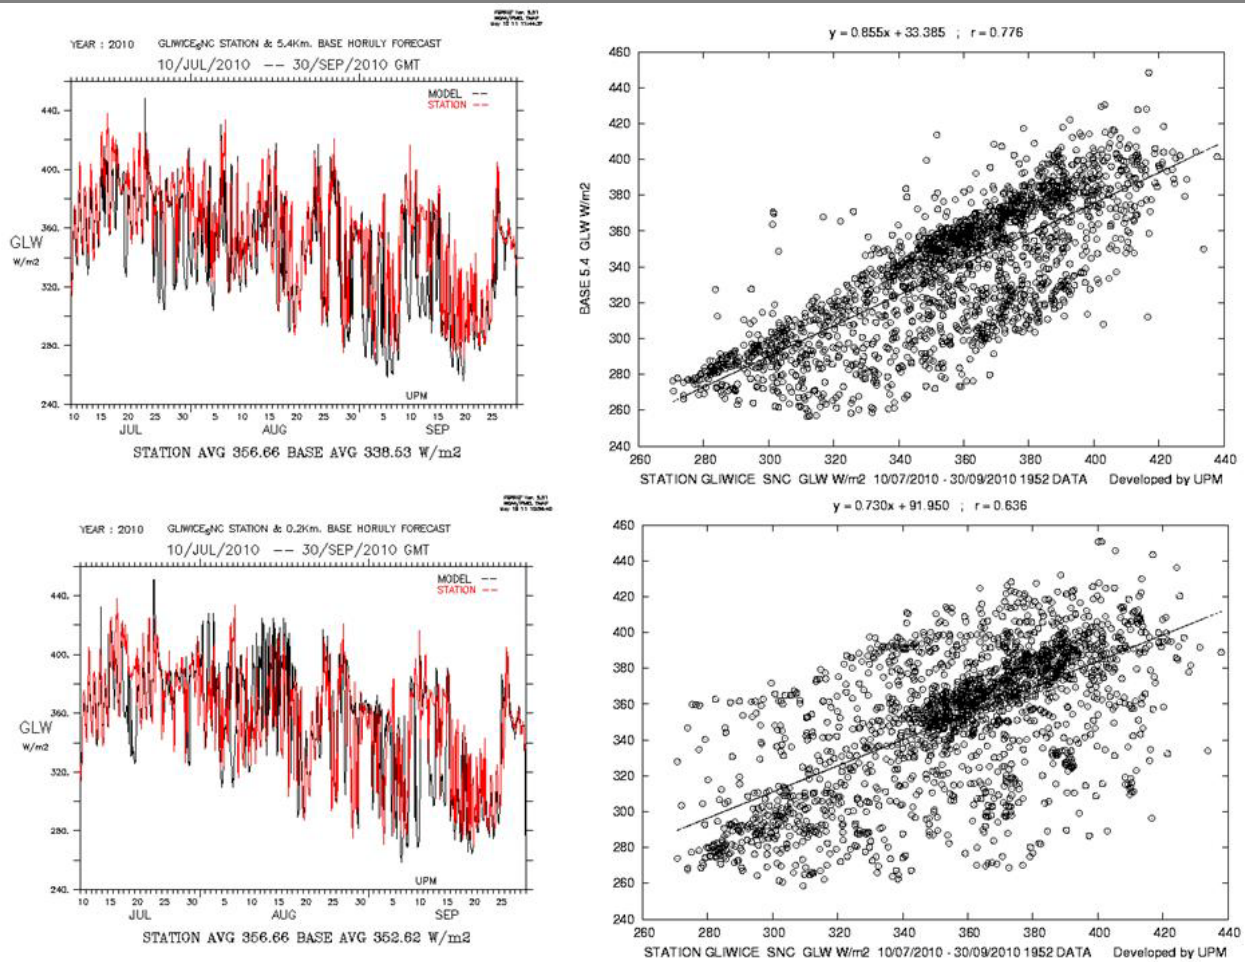 YEAR : 2010 GLIWICE_SNC STATION & 5.4Km. BASE HORULY FORECAST
10/JUL/2010 -- 30/SEP/2010 GMT
MODEL --
STATION --
440.
400.
360.
320.
280.
240.
GLW
W/m2
UPM
10 15 20 25 30 5 10 15 20 25 30 5 10 15 20 25
JUL AUG SEP
STATION AVG 356.66 BASE AVG 338.53 W/m2
y = 0.855x + 33.385 ; r = 0.776
460
440
420
400
380
360
340
320
300
280
260
240
BASE 5.4 GLW W/m2
260 280 300 320 340 360 380 400 420 440
STATION GLIWICE SNC GLW W/m2 10/07/2010 - 30/09/2010 1952 DATA Developed by UPM
YEAR : 2010 GLIWICE_SNC STATION & 0.2Km. BASE HORULY FORECAST
10/JUL/2010 -- 30/SEP/2010 GMT
MODEL --
STATION --
440.
400.
360.
320.
280.
240.
GLW
W/m2
UPM
10 15 20 25 30 5 10 15 20 25 30 5 10 15 20 25
JUL AUG SEP
STATION AVG 356.66 BASE AVG 352.62 W/m2
y = 0.730x + 91.950 ; r = 0.636
460
440
420
400
380
360
340
320
300
280
260
240
280 300 320 340 360 380 400 420 440
STATION GLIWICE SNC GLW W/m2 10/07/2010 - 30/09/2010 1952 DATA Developed by UPM